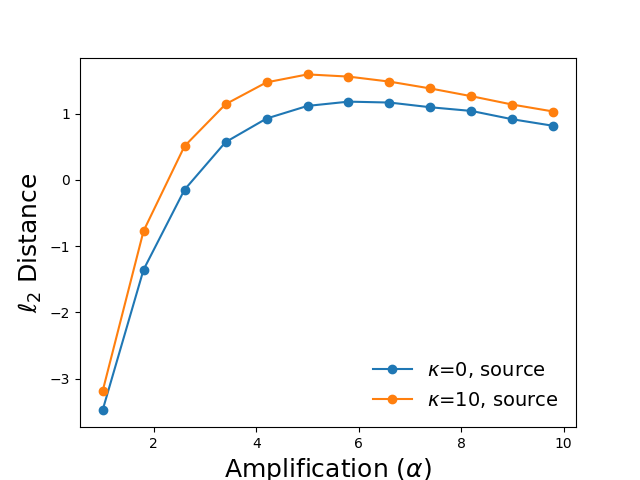 1
0
−1
−2
−3
ℓ₂ Distance
κ=0, source
κ=10, source
2 4 6 8 10
Amplification (α)